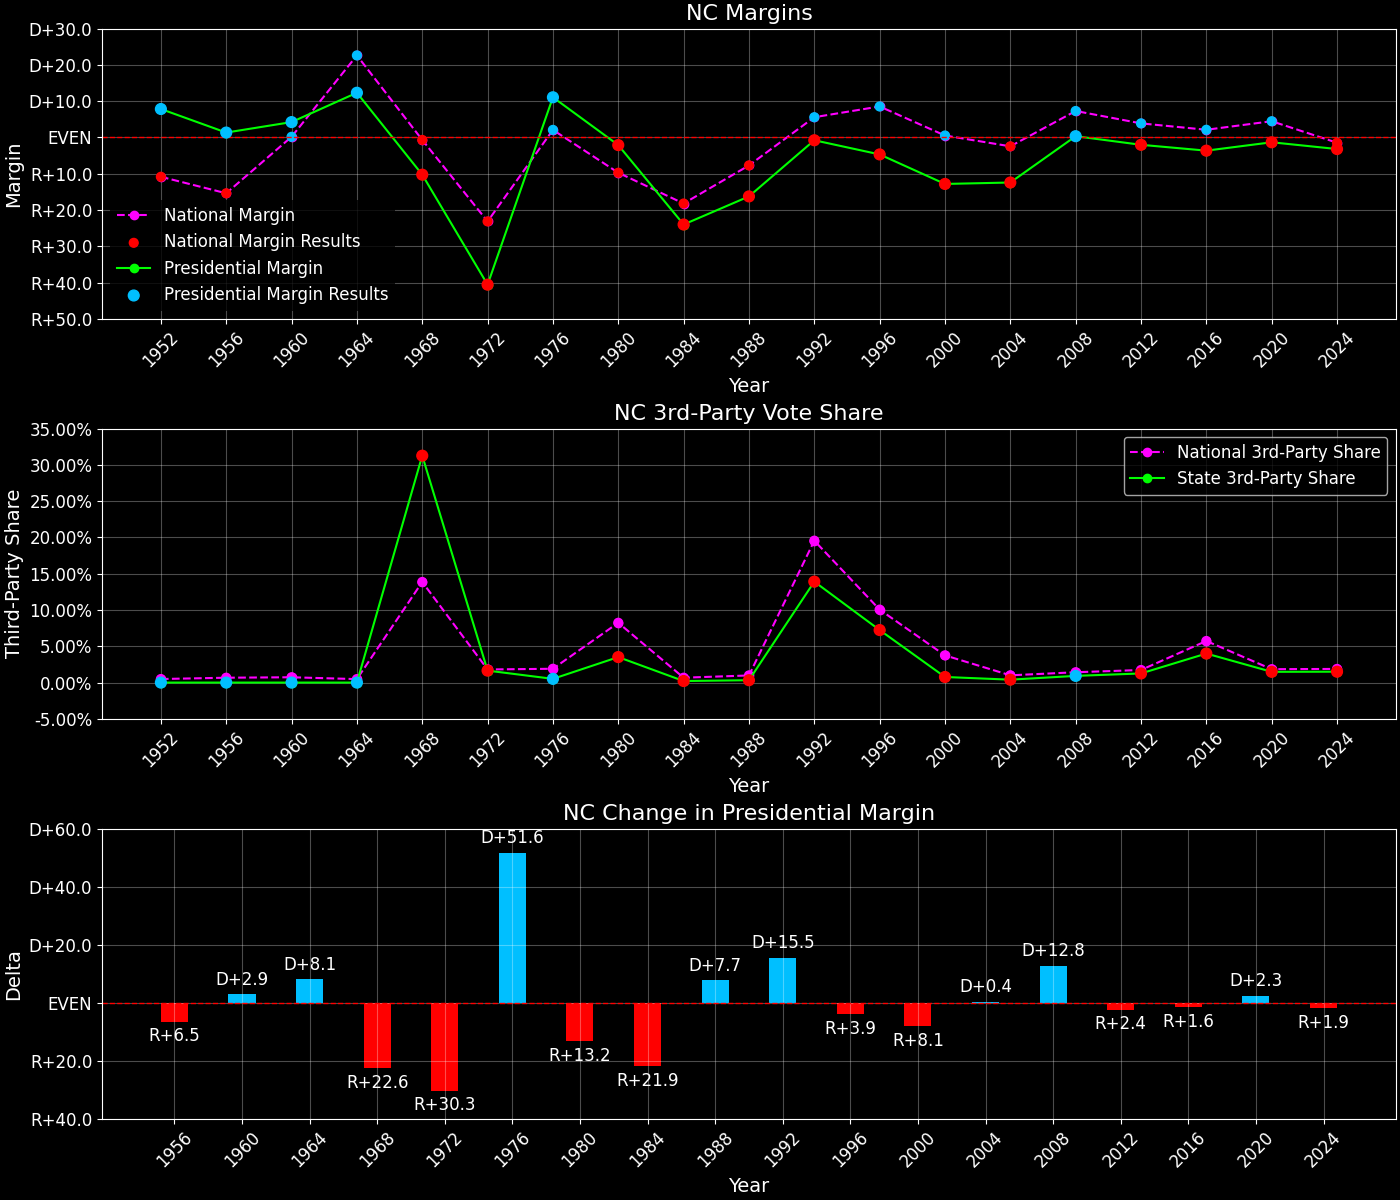 NC Margins
D+30.0
D+20.0
D+10.0
EVEN
R+10.0
R+20.0
R+30.0
R+40.0
R+50.0
Margin
National Margin
National Margin Results
Presidential Margin
Presidential Margin Results
1952 1956 1960 1964 1968 1972 1976 1980 1984 1988 1992 1996 2000 2004 2008 2012 2016 2020 2024
Year
NC 3rd-Party Vote Share
35.00%
30.00%
25.00%
20.00%
15.00%
10.00%
5.00%
0.00%
-5.00%
Third-Party Share
National 3rd-Party Share
State 3rd-Party Share
1952 1956 1960 1964 1968 1972 1976 1980 1984 1988 1992 1996 2000 2004 2008 2012 2016 2020 2024
Year
NC Change in Presidential Margin
D+60.0
D+40.0
D+20.0
EVEN
R+20.0
R+40.0
Delta
R+6.5
D+2.9
D+8.1
R+22.6
R+30.3
D+51.6
R+13.2
R+21.9
D+7.7
D+15.5
R+3.9
R+8.1
D+0.4
D+12.8
R+2.4
R+1.6
D+2.3
R+1.9
1956 1960 1964 1968 1972 1976 1980 1984 1988 1992 1996 2000 2004 2008 2012 2016 2020 2024
Year